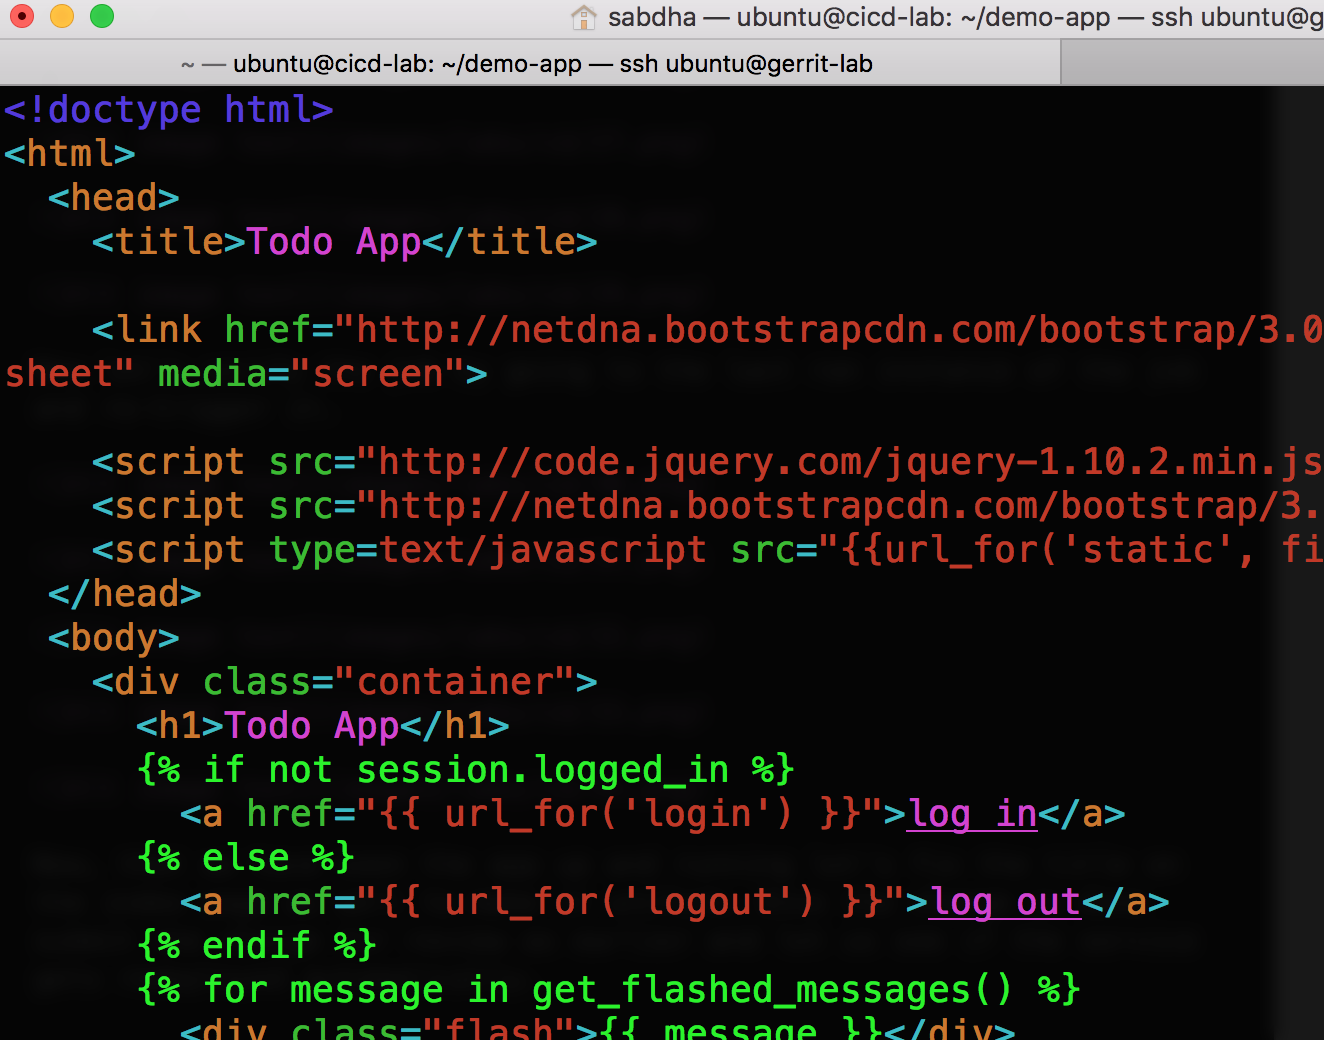 sabdha — ubuntu@cicd-lab: ~/demo-app — ssh ubuntu@g
~ — ubuntu@cicd-lab: ~/demo-app — ssh ubuntu@gerrit-lab
<!doctype html>
<html>
  <head>
    <title>Todo App</title>
    <link href="http://netdna.bootstrapcdn.com/bootstrap/3.0
sheet" media="screen">
    <script src="http://code.jquery.com/jquery-1.10.2.min.js
    <script src="http://netdna.bootstrapcdn.com/bootstrap/3.
    <script type=text/javascript src="{{url_for('static', fi
  </head>
  <body>
    <div class="container">
      <h1>Todo App</h1>
      {% if not session.logged_in %}
        <a href="{{ url_for('login') }}">log in</a>
      {% else %}
        <a href="{{ url_for('logout') }}">log out</a>
      {% endif %}
      {% for message in get_flashed_messages() %}
        <div class="flash">{{ message }}</div>